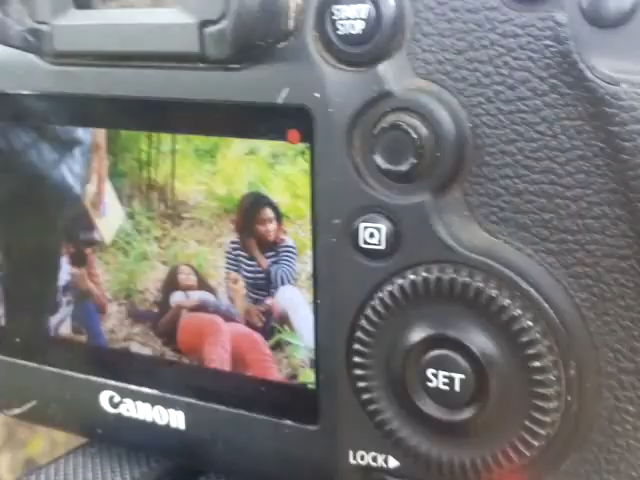 START/
STOP
Q
SET
Canon
LOCK▶